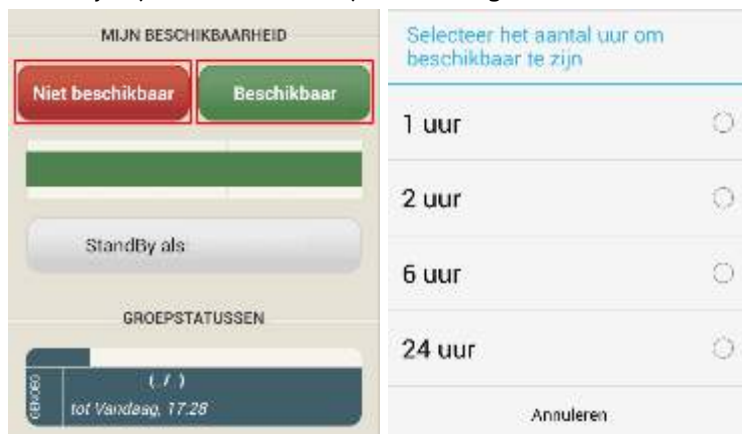 MIJN BESCHIKBAARHEID
Niet beschikbaar
Beschikbaar
StandBy als
GROEPSTATUSSEN
GENOEG
( / )
tot Vandaag, 17:28
Selecteer het aantal uur om
beschikbaar te zijn
1 uur
2 uur
6 uur
24 uur
Annuleren